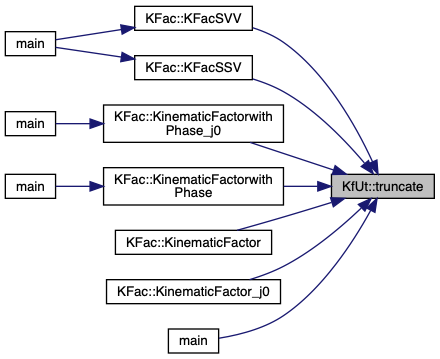 main
KFac::KFacSVV
KFac::KFacSSV
main
KFac::KinematicFactorwith
Phase_j0
main
KFac::KinematicFactorwith
Phase
KfUt::truncate
KFac::KinematicFactor
KFac::KinematicFactor_j0
main